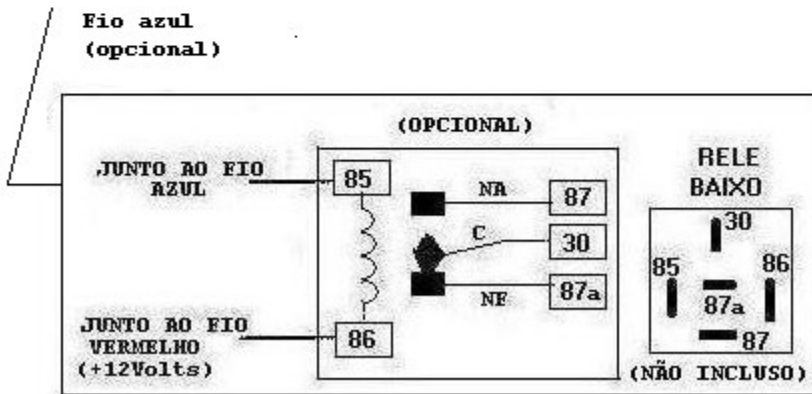 Fio azul
(opcional)
(OPCIONAL)
JUNTO AO FIO
AZUL
85
NA
87
C
30
NF
87a
JUNTO AO FIO
VERMELHO
(+12Volts)
86
RELE
BAIXO
30
85
86
87a
87
(NÃO INCLUSO)